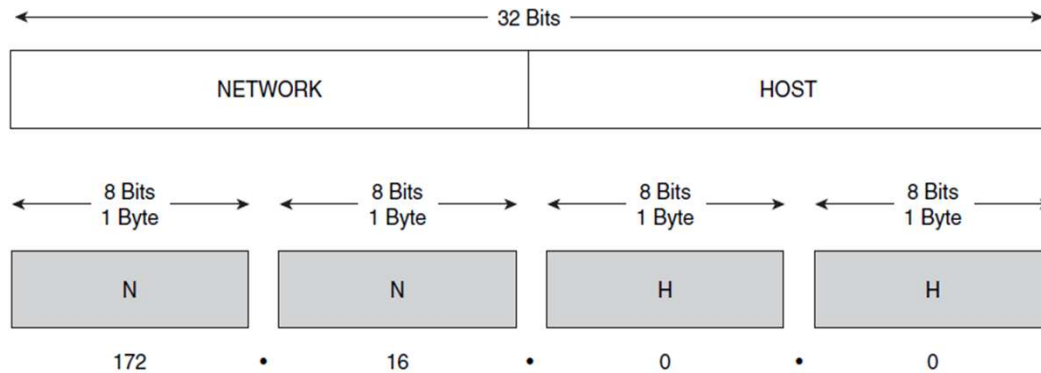 32 Bits
NETWORK HOST
8 Bits 8 Bits 8 Bits 8 Bits
1 Byte 1 Byte 1 Byte 1 Byte
N N H H
172 • 16 • 0 • 0